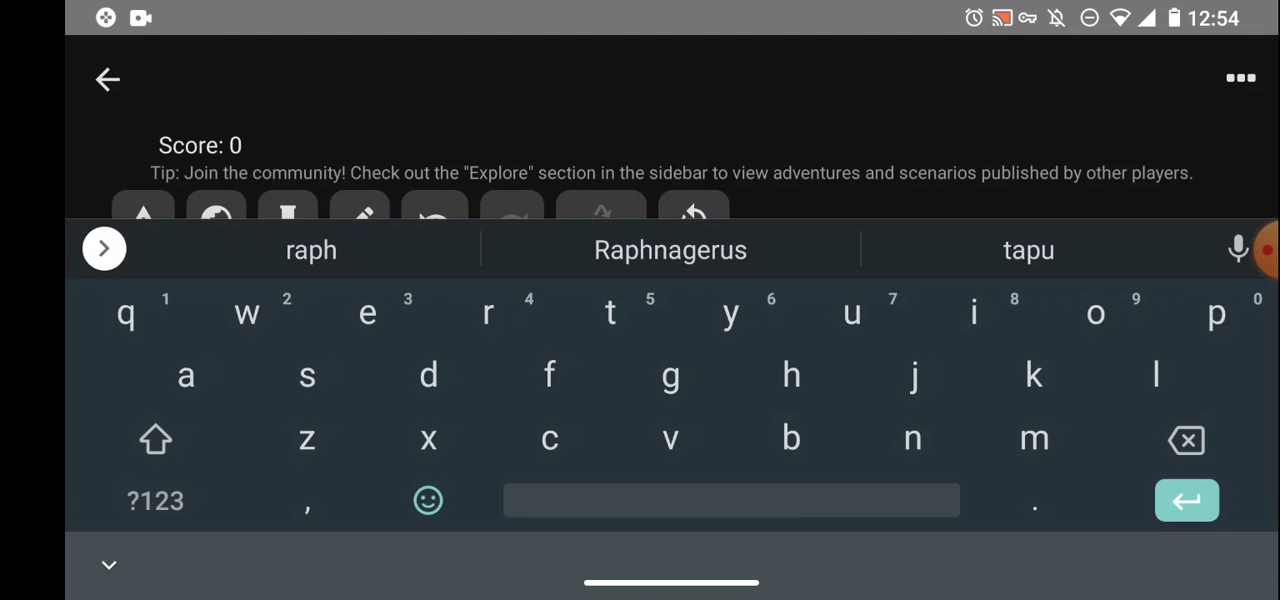 12:54
Score: 0
Tip: Join the community! Check out the "Explore" section in the sidebar to view adventures and scenarios published by other players.
raph Raphnagerus tapu
q 1 w 2 e 3 r 4 t 5 y 6 u 7 i 8 o 9 p 0
a s d f g h j k l
z x c v b n m
?123 , .